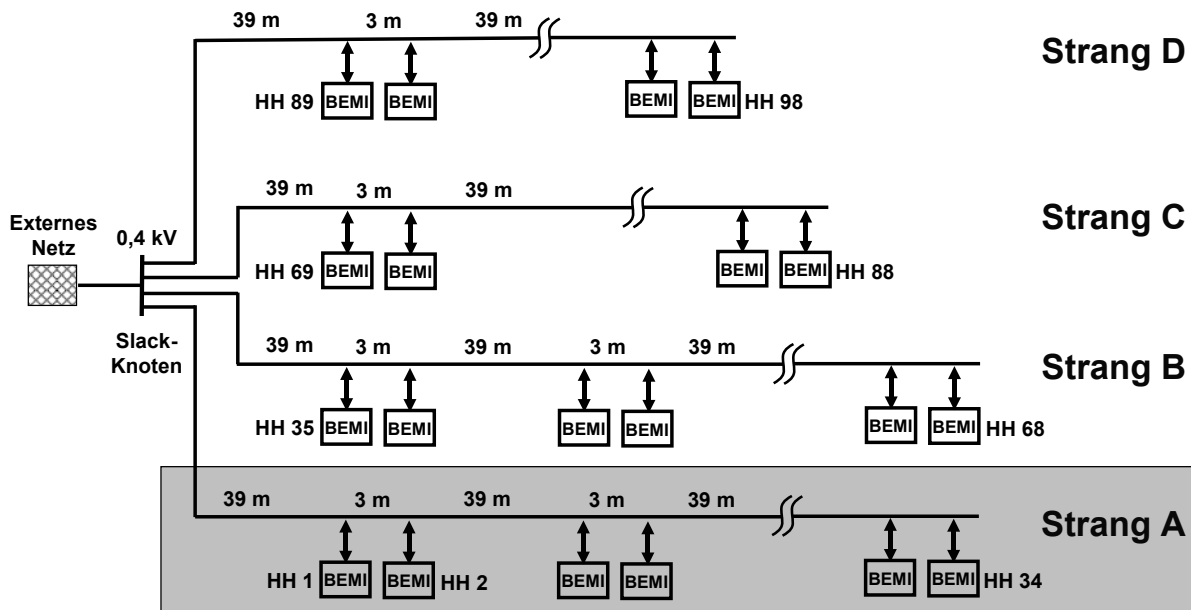 39 m 3 m 39 m
Strang D
HH 89 BEMI BEMI BEMI BEMI HH 98
39 m 3 m 39 m
Strang C
Externes
Netz
0,4 kV
HH 69 BEMI BEMI BEMI BEMI HH 88
Slack-
Knoten
39 m 3 m 39 m 3 m 39 m
Strang B
HH 35 BEMI BEMI BEMI BEMI BEMI BEMI HH 68
39 m 3 m 39 m 3 m 39 m
Strang A
HH 1 BEMI BEMI HH 2 BEMI BEMI BEMI BEMI HH 34